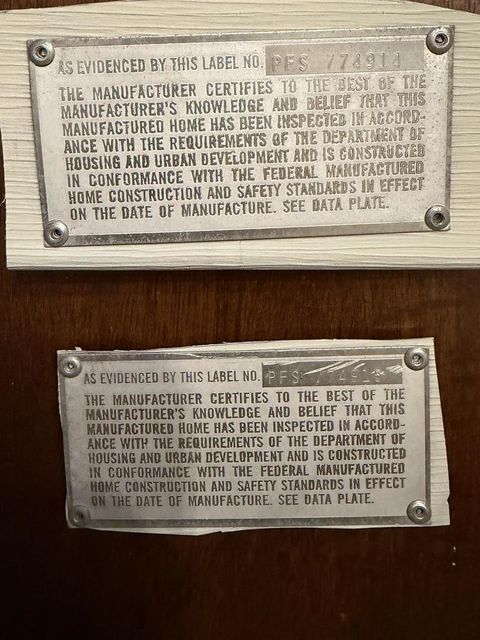 AS EVIDENCED BY THIS LABEL NO. PFS 774914
THE MANUFACTURER CERTIFIES TO THE BEST OF THE
MANUFACTURER'S KNOWLEDGE AND BELIEF THAT THIS
MANUFACTURED HOME HAS BEEN INSPECTED IN ACCORD-
ANCE WITH THE REQUIREMENTS OF THE DEPARTMENT OF
HOUSING AND URBAN DEVELOPMENT AND IS CONSTRUCTED
IN CONFORMANCE WITH THE FEDERAL MANUFACTURED
HOME CONSTRUCTION AND SAFETY STANDARDS IN EFFECT
ON THE DATE OF MANUFACTURE. SEE DATA PLATE.
AS EVIDENCED BY THIS LABEL NO. PFS
THE MANUFACTURER CERTIFIES TO THE BEST OF THE
MANUFACTURER'S KNOWLEDGE AND BELIEF THAT THIS
MANUFACTURED HOME HAS BEEN INSPECTED IN ACCORD-
ANCE WITH THE REQUIREMENTS OF THE DEPARTMENT OF
HOUSING AND URBAN DEVELOPMENT AND IS CONSTRUCTED
IN CONFORMANCE WITH THE FEDERAL MANUFACTURED
HOME CONSTRUCTION AND SAFETY STANDARDS IN EFFECT
ON THE DATE OF MANUFACTURE. SEE DATA PLATE.